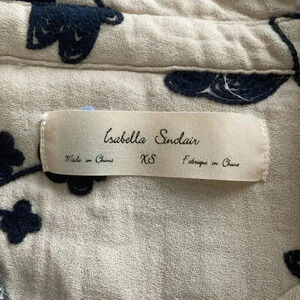 Isabella Sinclair
Made in China XS Fabriqué en Chine